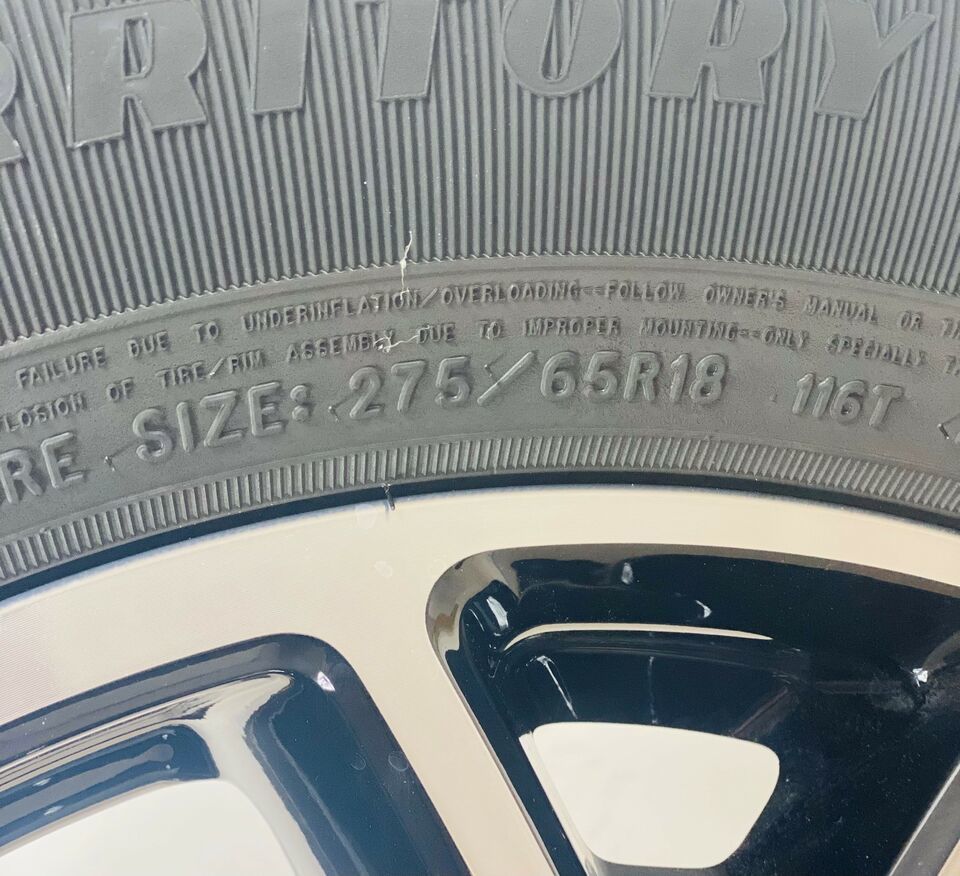 RRITORY
FAILURE DUE TO UNDERINFLATION/OVERLOADING--FOLLOW OWNER'S MANUAL OR
PLOSION OF TIRE/RIM ASSEMBLY DUE TO IMPROPER MOUNTING--ONLY SPECIALLY
RE SIZE: 275/65R18 116T